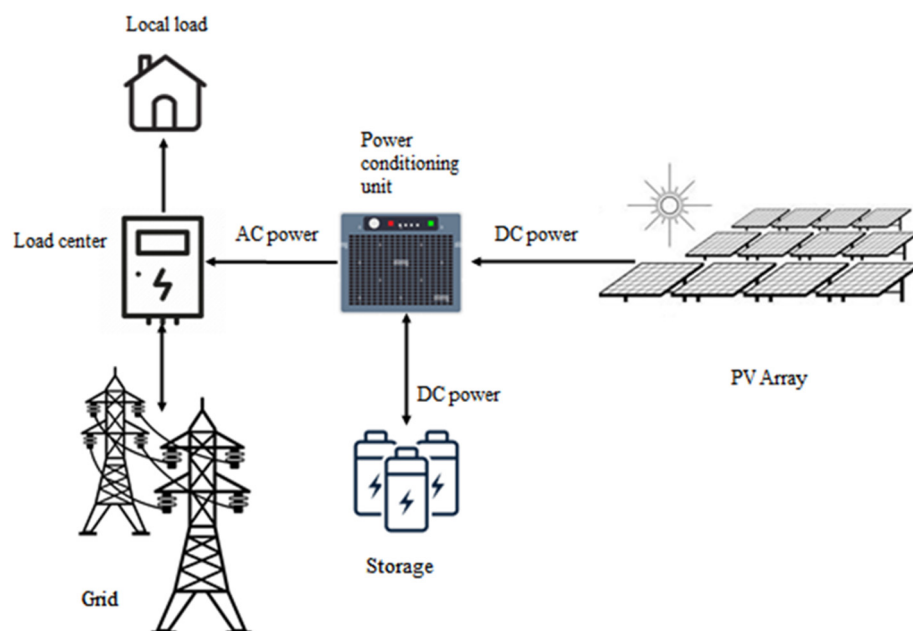 Local load
Power
conditioning
unit
Load center
AC power
DC power
PV Array
DC power
Storage
Grid